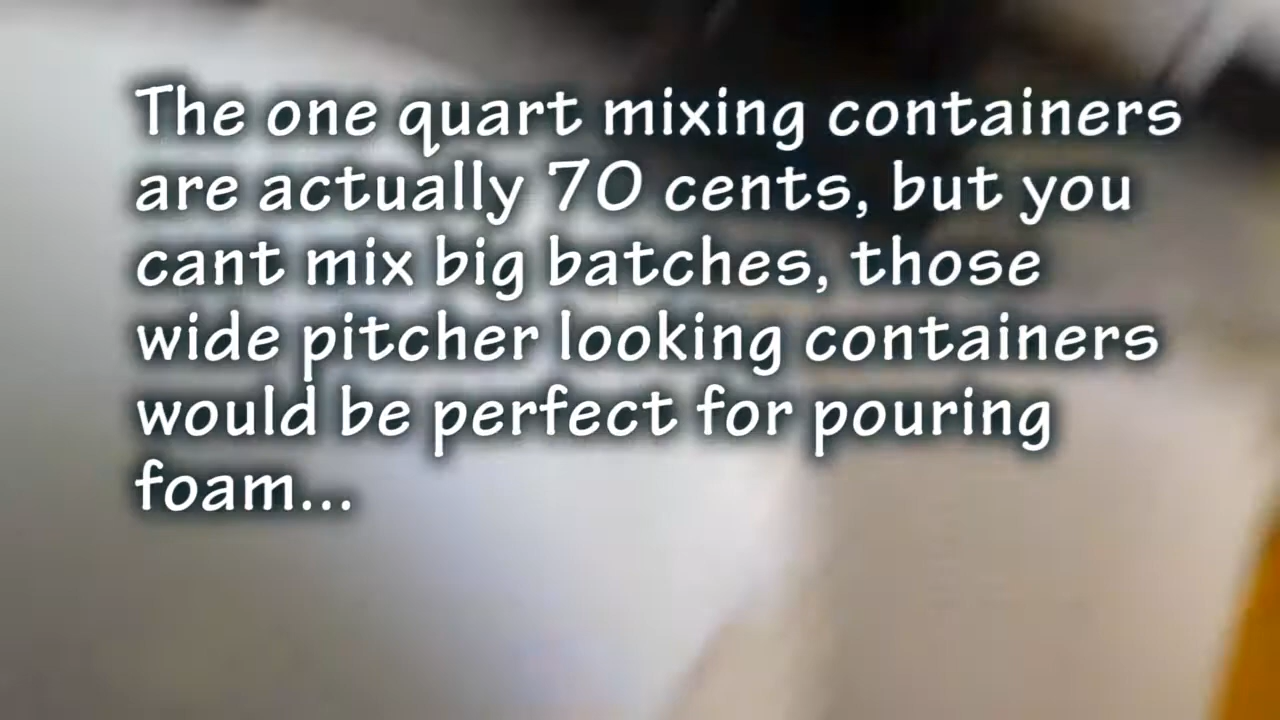 The one quart mixing containers
are actually 70 cents, but you
cant mix big batches, those
wide pitcher looking containers
would be perfect for pouring
foam...